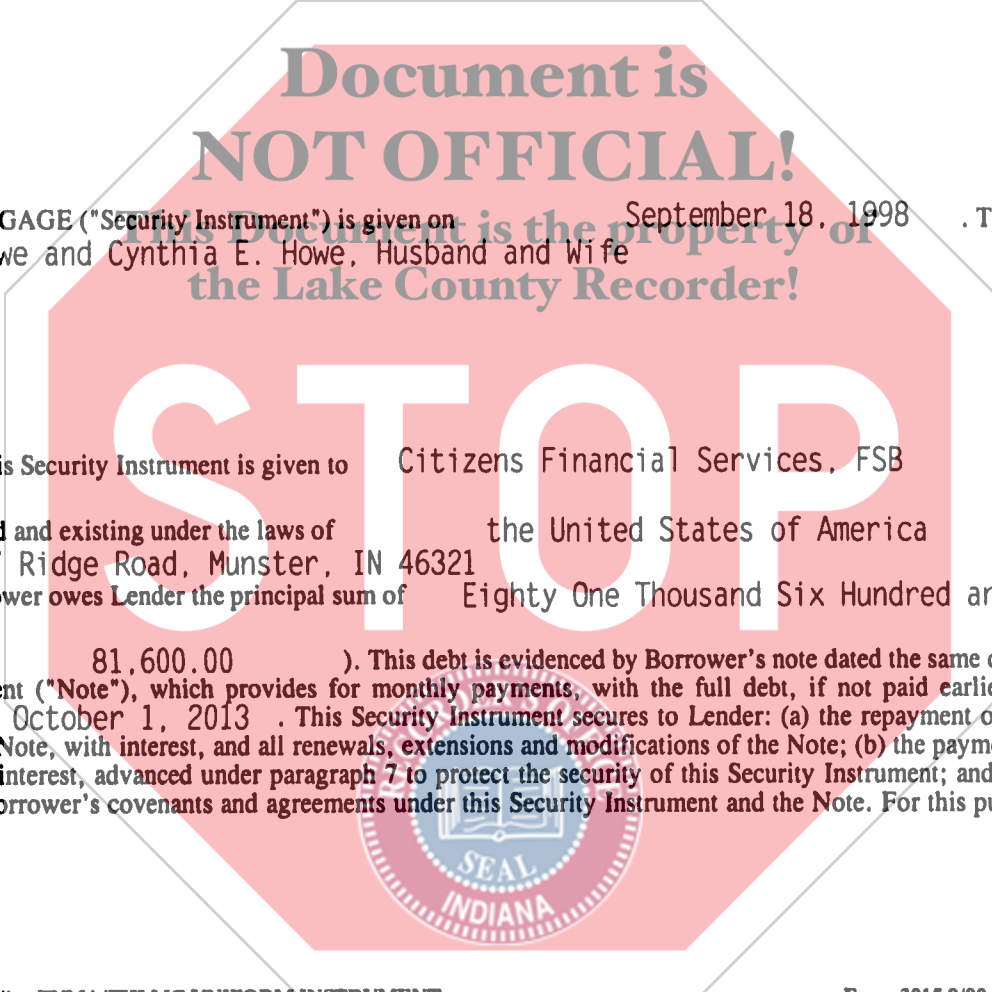 Document is
NOT OFFICIAL!
GAGE ("Security Instrument") is given on September 18, 1998 . T
This Document is the property of
we and Cynthia E. Howe, Husband and Wife
the Lake County Recorder!
STOP
is Security Instrument is given to Citizens Financial Services, FSB
d and existing under the laws of the United States of America
Ridge Road, Munster, IN 46321
ower owes Lender the principal sum of Eighty One Thousand Six Hundred an
81,600.00 ). This debt is evidenced by Borrower's note dated the same d
ent ("Note"), which provides for monthly payments, with the full debt, if not paid earlie
October 1, 2013 . This Security Instrument secures to Lender: (a) the repayment o
Note, with interest, and all renewals, extensions and modifications of the Note; (b) the payme
interest, advanced under paragraph 7 to protect the security of this Security Instrument; and
orrower's covenants and agreements under this Security Instrument and the Note. For this pu
RECORDER'S OFFICE
SEAL
INDIANA